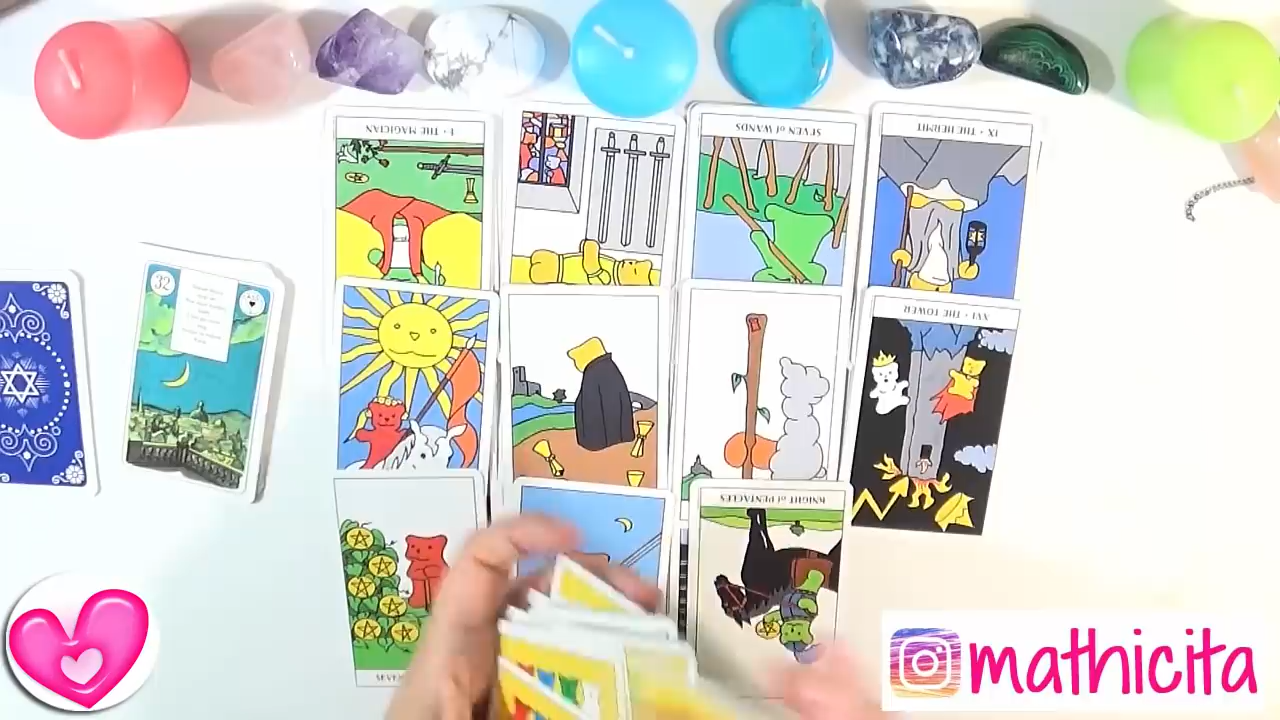 I • THE MAGICIAN
SEVEN of WANDS
IX • THE HERMIT
32
XVI • THE TOWER
KNIGHT of PENTACLES
mathicita